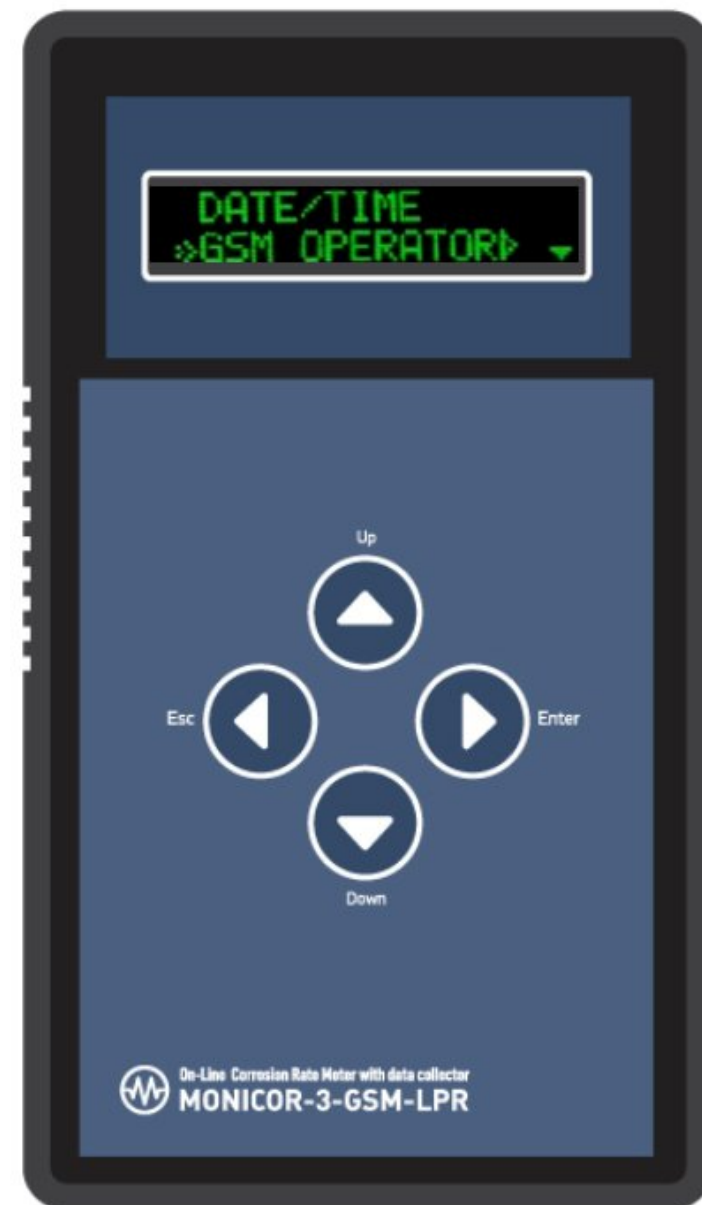 DATE/TIME
GSM OPERATOR
Up
Esc
Enter
Down
On-Line Corrosion Rate Meter with data collector
MONICOR-3-GSM-LPR